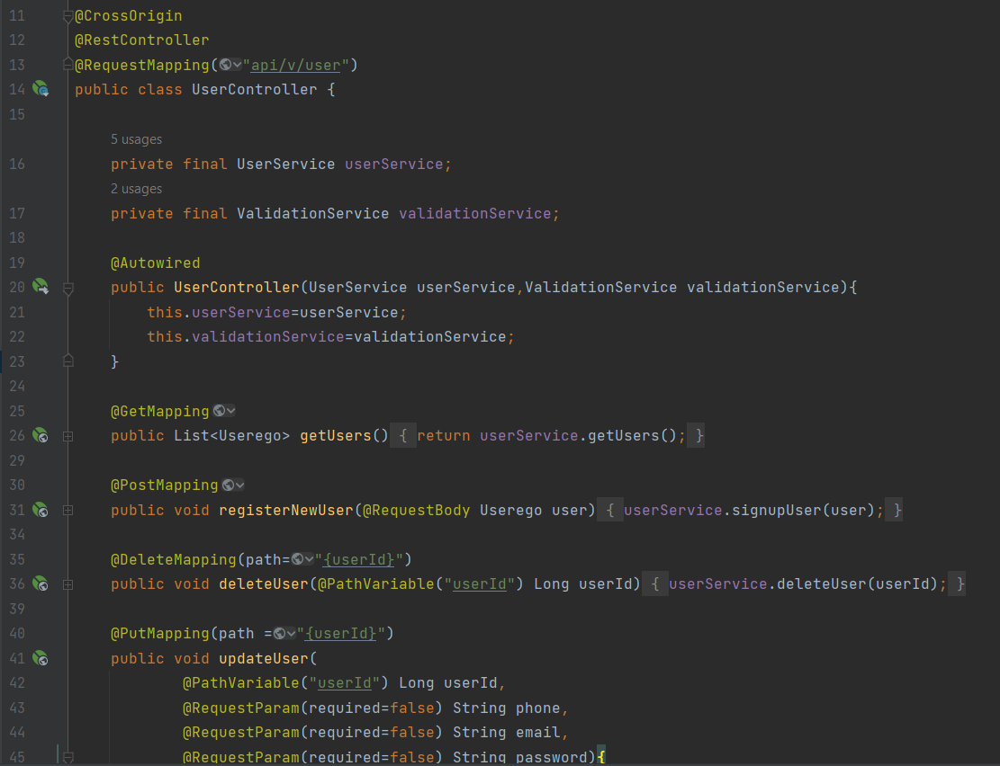 11 @CrossOrigin
12 @RestController
13 @RequestMapping("api/v/user")
14 public class UserController {
15
5 usages
16 private final UserService userService;
2 usages
17 private final ValidationService validationService;
18
19 @Autowired
20 public UserController(UserService userService,ValidationService validationService){
21 this.userService=userService;
22 this.validationService=validationService;
23 }
24
25 @GetMapping
26 public List<Userego> getUsers() { return userService.getUsers(); }
29
30 @PostMapping
31 public void registerNewUser(@RequestBody Userego user) { userService.signupUser(user); }
34
35 @DeleteMapping(path="{userId}")
36 public void deleteUser(@PathVariable("userId") Long userId) { userService.deleteUser(userId); }
39
40 @PutMapping(path ="{userId}")
41 public void updateUser(
42 @PathVariable("userId") Long userId,
43 @RequestParam(required=false) String phone,
44 @RequestParam(required=false) String email,
45 @RequestParam(required=false) String password){